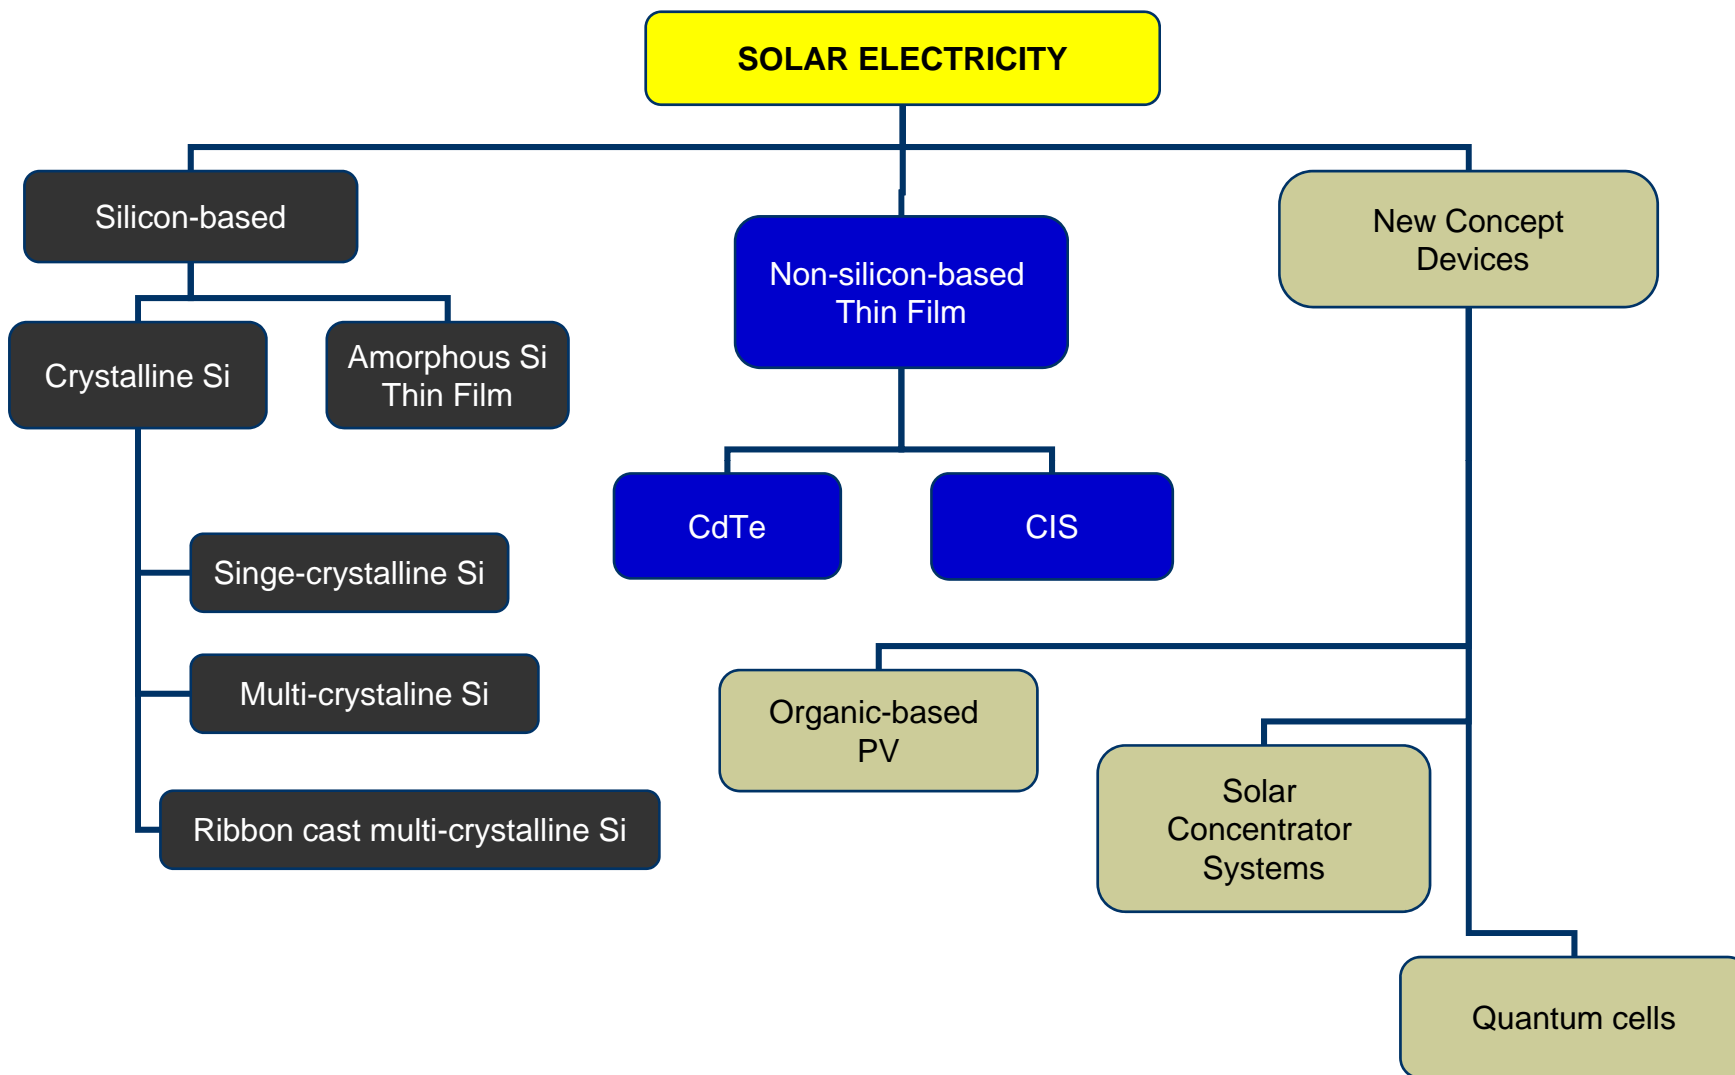 SOLAR ELECTRICITY
Silicon-based
Non-silicon-based
Thin Film
New Concept
Devices
Crystalline Si
Amorphous Si
Thin Film
CdTe
CIS
Singe-crystalline Si
Multi-crystaline Si
Ribbon cast multi-crystalline Si
Organic-based
PV
Solar
Concentrator
Systems
Quantum cells